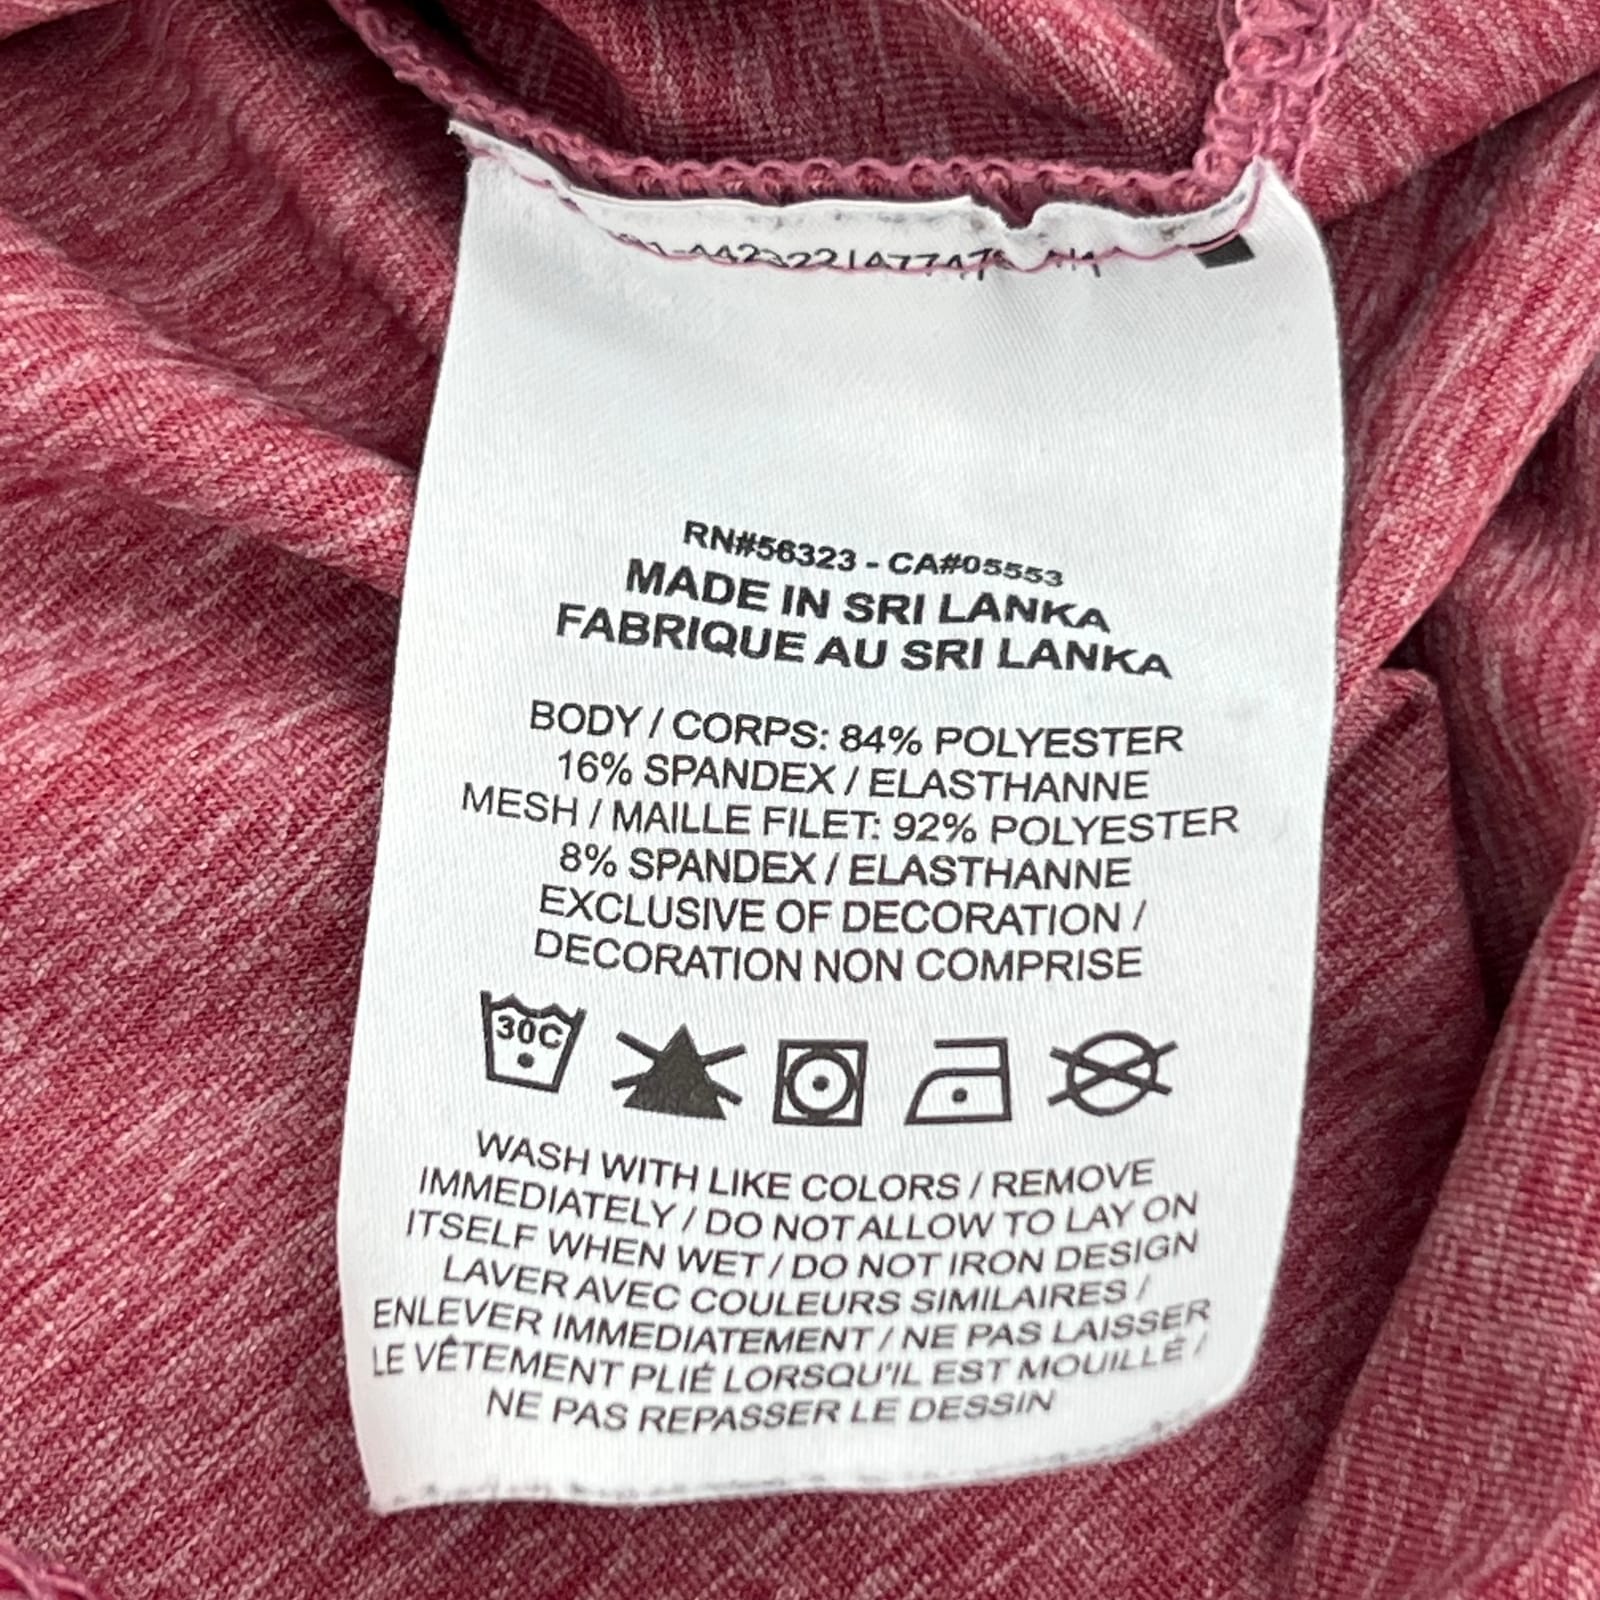 RN#56323 - CA#05553
MADE IN SRI LANKA
FABRIQUE AU SRI LANKA
BODY / CORPS: 84% POLYESTER
16% SPANDEX / ELASTHANNE
MESH / MAILLE FILET: 92% POLYESTER
8% SPANDEX / ELASTHANNE
EXCLUSIVE OF DECORATION /
DECORATION NON COMPRISE
30C
WASH WITH LIKE COLORS / REMOVE
IMMEDIATELY / DO NOT ALLOW TO LAY ON
ITSELF WHEN WET / DO NOT IRON DESIGN
LAVER AVEC COULEURS SIMILAIRES /
ENLEVER IMMEDIATEMENT / NE PAS LAISSER
LE VÊTEMENT PLIÉ LORSQU'IL EST MOUILLÉ /
NE PAS REPASSER LE DESSIN